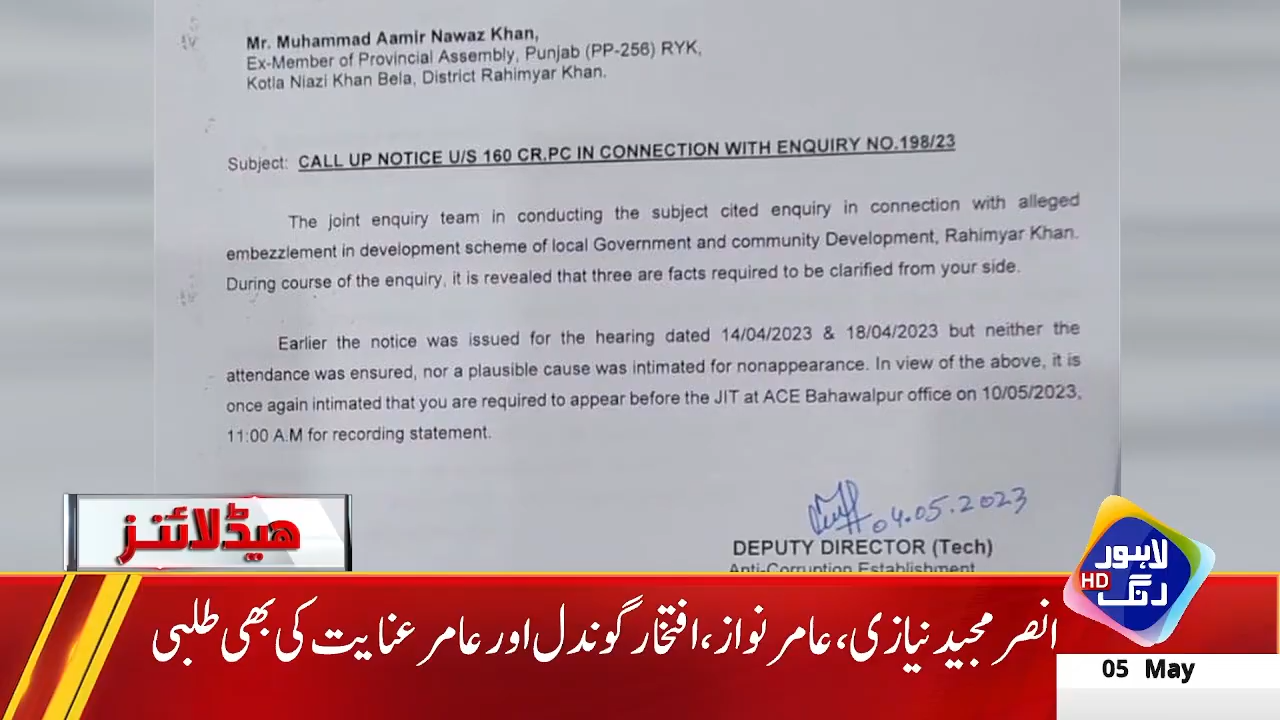 Mr. Muhammad Aamir Nawaz Khan,
Ex-Member of Provincial Assembly, Punjab (PP-256) RYK,
Kotla Niazi Khan Bela, District Rahimyar Khan.
Subject: CALL UP NOTICE U/S 160 CR.PC IN CONNECTION WITH ENQUIRY NO.198/23
The joint enquiry team in conducting the subject cited enquiry in connection with alleged
embezzlement in development scheme of local Government and community Development, Rahimyar Khan.
During course of the enquiry, it is revealed that three are facts required to be clarified from your side.
Earlier the notice was issued for the hearing dated 14/04/2023 & 18/04/2023 but neither the
attendance was ensured, nor a plausible cause was intimated for nonappearance. In view of the above, it is
once again intimated that you are required to appear before the JIT at ACE Bahawalpur office on 10/05/2023,
11:00 A.M for recording statement.
04.05.2023
DEPUTY DIRECTOR (Tech)
Anti-Corruption Establishment
ہیڈلائنز
لاہور
رنگ HD
انصر مجید نیازی، عامر نواز، افتخار گوندل اور عامر عنایت کی بھی طلبی
05 May